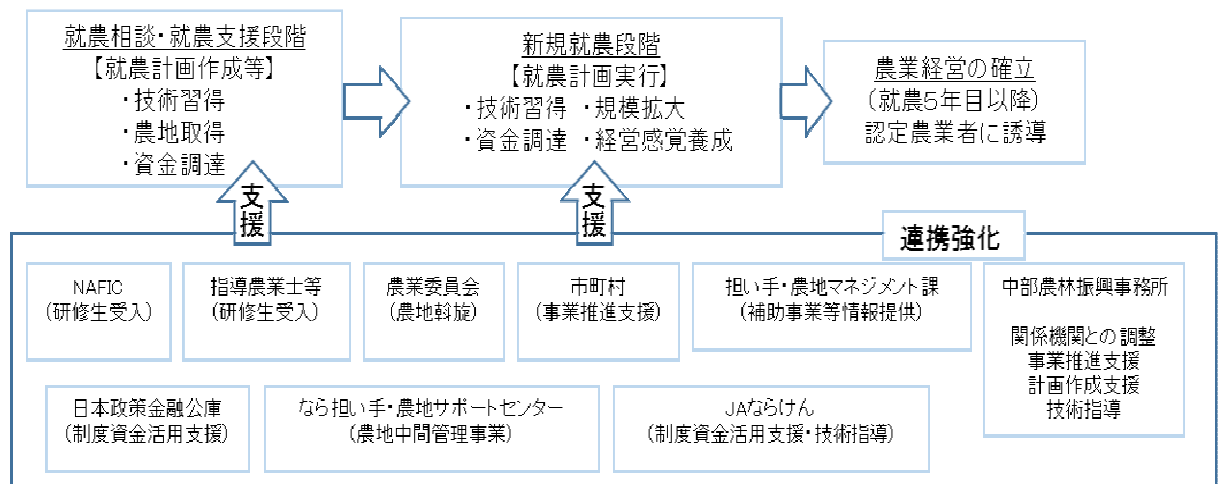 就農相談・就農支援段階
【就農計画作成等】
・技術習得
・農地取得
・資金調達
新規就農段階
【就農計画実行】
・技術習得 ・規模拡大
・資金調達 ・経営感覚養成
農業経営の確立
(就農5年目以降)
認定農業者に誘導
支援
支援
連携強化
NAFIC
(研修生受入)
指導農業士等
(研修生受入)
農業委員会
(農地斡旋)
市町村
(事業推進支援)
担い手・農地マネジメント課
(補助事業等情報提供)
中部農林振興事務所
関係機関との調整
事業推進支援
計画作成支援
技術指導
日本政策金融公庫
(制度資金活用支援)
なら担い手・農地サポートセンター
(農地中間管理事業)
JAならけん
(制度資金活用支援・技術指導)